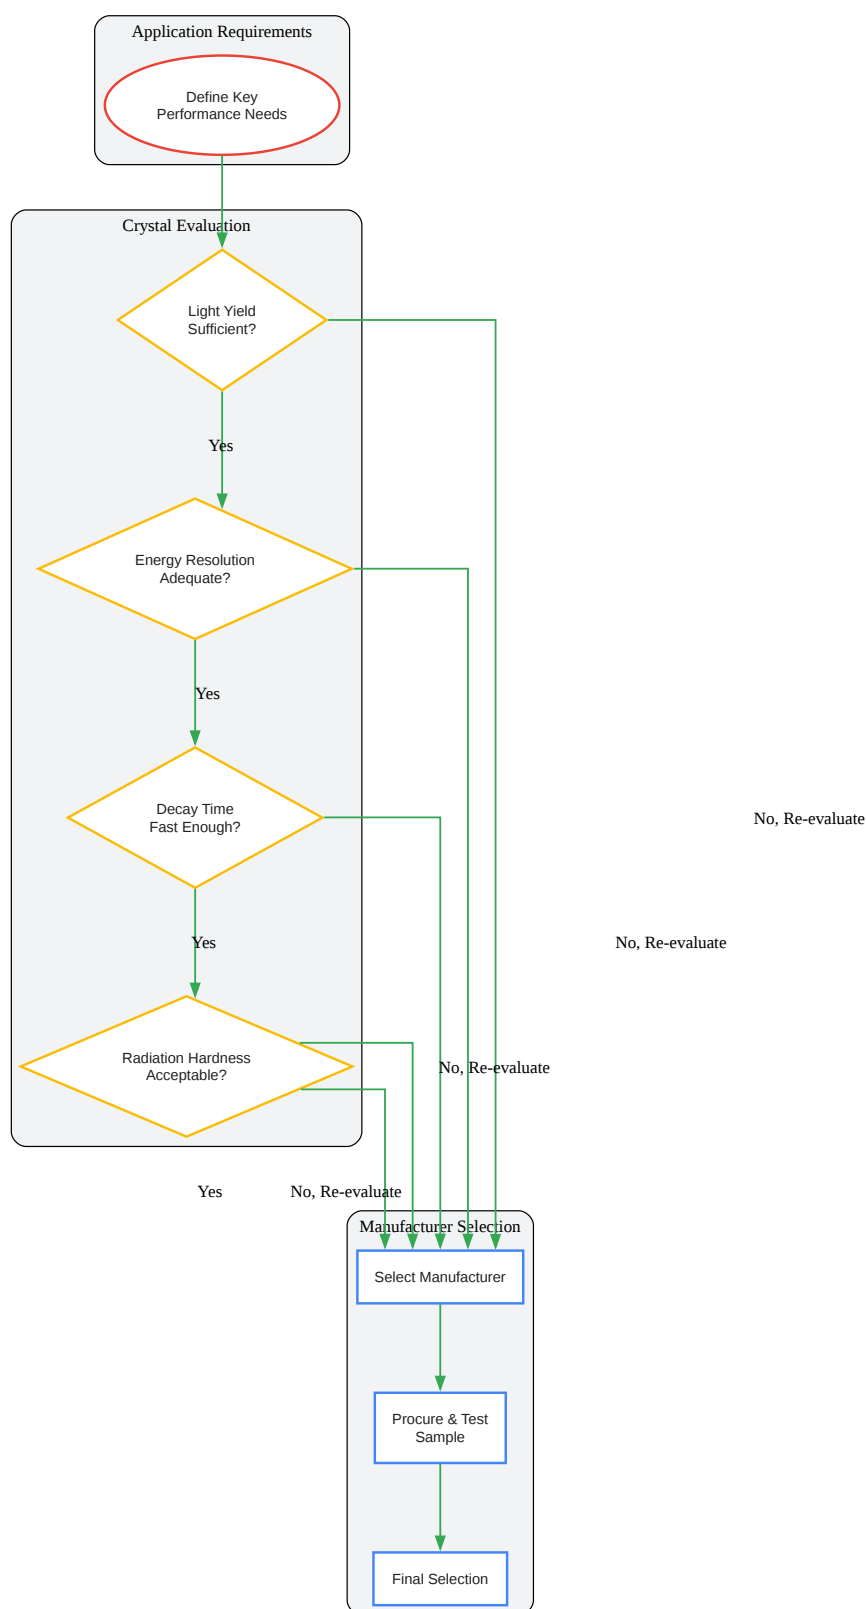 Application Requirements
Define Key
Performance Needs
Crystal Evaluation
Light Yield
Sufficient?
Yes
Energy Resolution
Adequate?
Yes
Decay Time
Fast Enough?
No, Re-evaluate
Yes
No, Re-evaluate
Radiation Hardness
Acceptable?
No, Re-evaluate
Yes
No, Re-evaluate
Manufacturer Selection
Select Manufacturer
Procure & Test
Sample
Final Selection